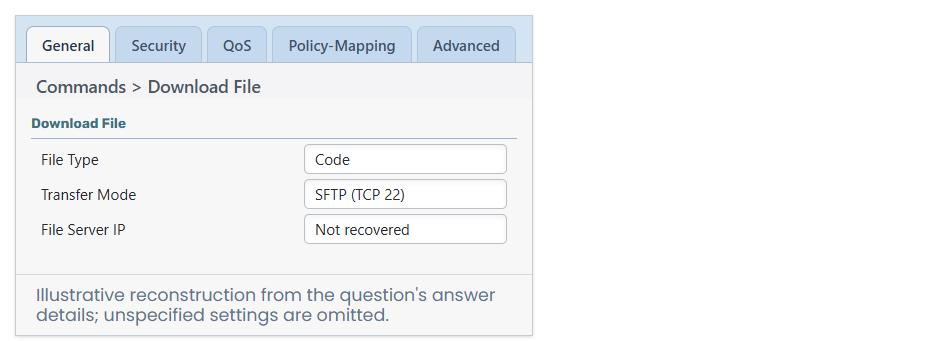 General Security QoS Policy-Mapping Advanced
Commands > Download File
Download File
File Type Code
Transfer Mode SFTP (TCP 22)
File Server IP Not recovered
Illustrative reconstruction from the question's answer
details; unspecified settings are omitted.